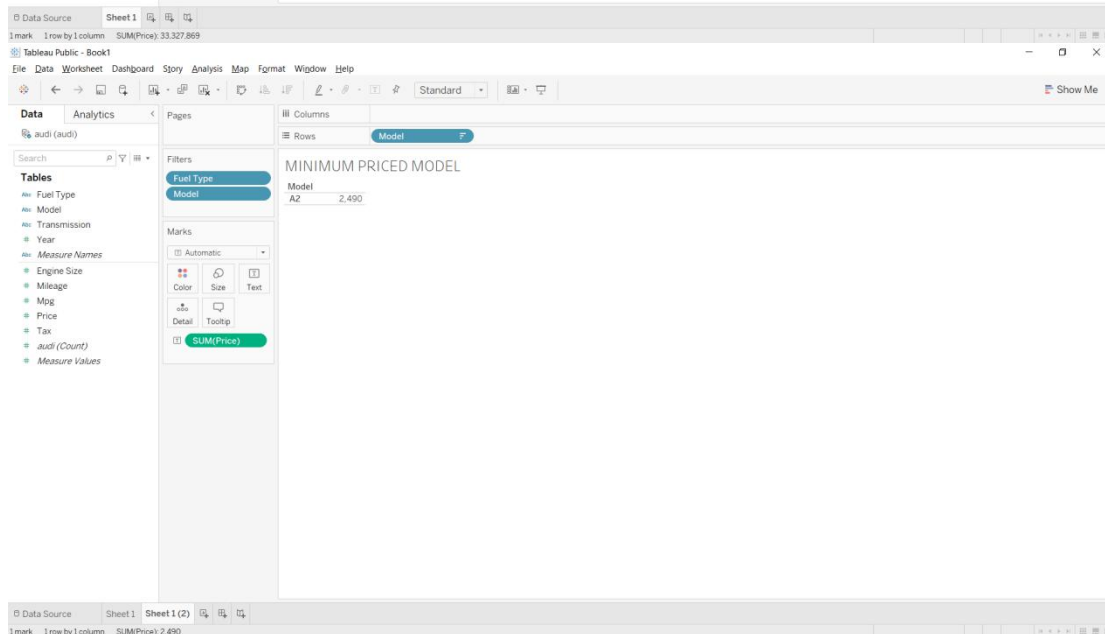 Data Source Sheet 1
1 mark 1 row by 1 column SUM(Price): 33,327,869
Tableau Public - Book1
File Data Worksheet Dashboard Story Analysis Map Format Window Help
Standard Show Me
Data Analytics Pages Columns
audi (audi) Rows Model
Search Filters
MINIMUM PRICED MODEL
Tables Fuel Type
Abc Fuel Type Model Model
Abc Model A2 2,490
Abc Transmission
# Year Marks
Abc Measure Names Automatic
# Engine Size
# Mileage Color Size Text
# Mpg
# Price Detail Tooltip
# Tax
# audi (Count) SUM(Price)
# Measure Values
Data Source Sheet 1 Sheet 1 (2)
1 mark 1 row by 1 column SUM(Price): 2,490